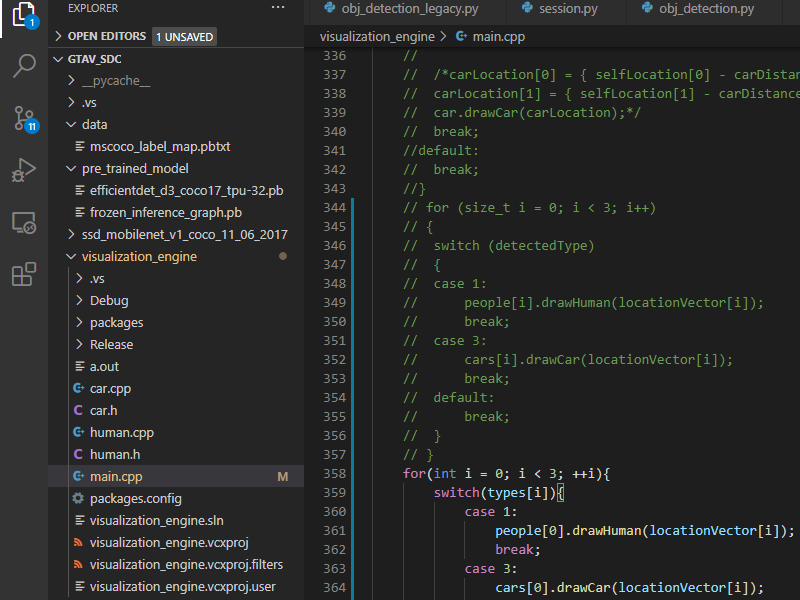 EXPLORER
...
1
OPEN EDITORS
1 UNSAVED
GTAV_SDC
__pycache__
.vs
data
mscoco_label_map.pbtxt
pre_trained_model
efficientdet_d3_coco17_tpu-32.pb
frozen_inference_graph.pb
ssd_mobilenet_v1_coco_11_06_2017
visualization_engine
.vs
Debug
packages
Release
a.out
car.cpp
car.h
human.cpp
human.h
main.cpp M
packages.config
visualization_engine.sln
visualization_engine.vcxproj
visualization_engine.vcxproj.filters
visualization_engine.vcxproj.user
11
obj_detection_legacy.py
session.py
obj_detection.py
visualization_engine > main.cpp
336 //
337 // /*carLocation[0] = { selfLocation[0] - carDistance
338 // carLocation[1] = { selfLocation[1] - carDistance
339 // car.drawCar(carLocation);*/
340 // break;
341 //default:
342 // break;
343 //}
344 // for (size_t i = 0; i < 3; i++)
345 // {
346 // switch (detectedType)
347 // {
348 // case 1:
349 // people[i].drawHuman(locationVector[i]);
350 // break;
351 // case 3:
352 // cars[i].drawCar(locationVector[i]);
353 // break;
354 // default:
355 // break;
356 // }
357 // }
358 for(int i = 0; i < 3; ++i){
359 switch(types[i]){
360 case 1:
361 people[0].drawHuman(locationVector[i]);
362 break;
363 case 3:
364 cars[0].drawCar(locationVector[i]);